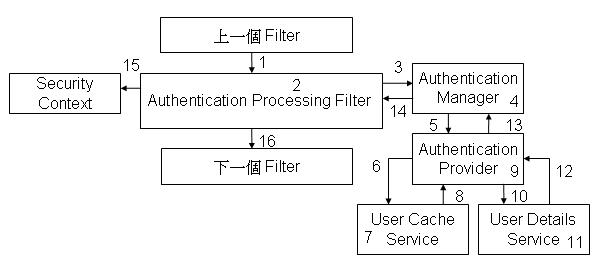 上一個 Filter
1
15
2
3
Security
Context
Authentication Processing Filter
Authentication
Manager
4
14
16
5
13
下一個 Filter
Authentication
Provider
9
6
8
10
12
User Cache
Service
7
User Details
Service
11